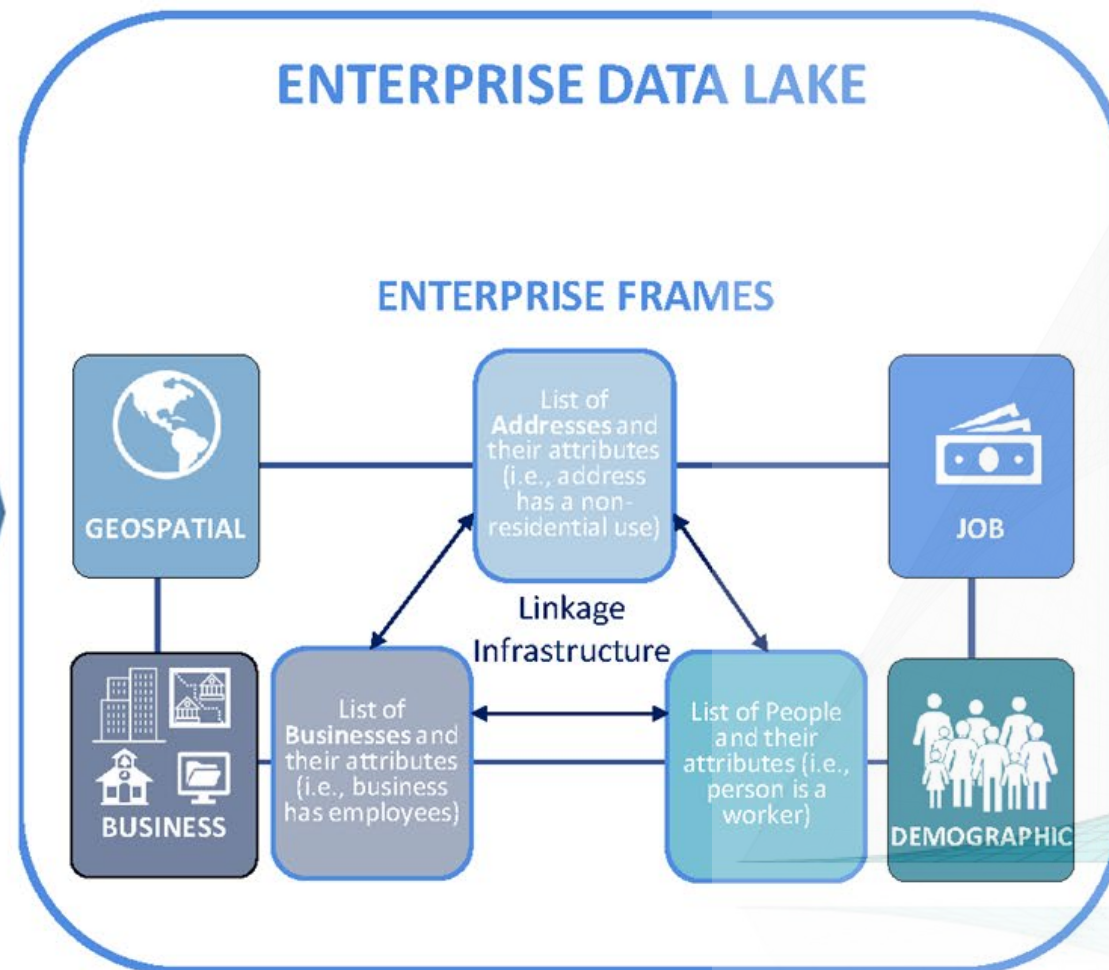 ENTERPRISE DATA LAKE
ENTERPRISE FRAMES
GEOSPATIAL
List of
Addresses and
their attributes
(i.e., address
has a non-
residential use)
JOB
Linkage
Infrastructure
BUSINESS
List of
Businesses and
their attributes
(i.e., business
has employees)
List of People
and their
attributes (i.e.,
person is a
worker)
DEMOGRAPHIC